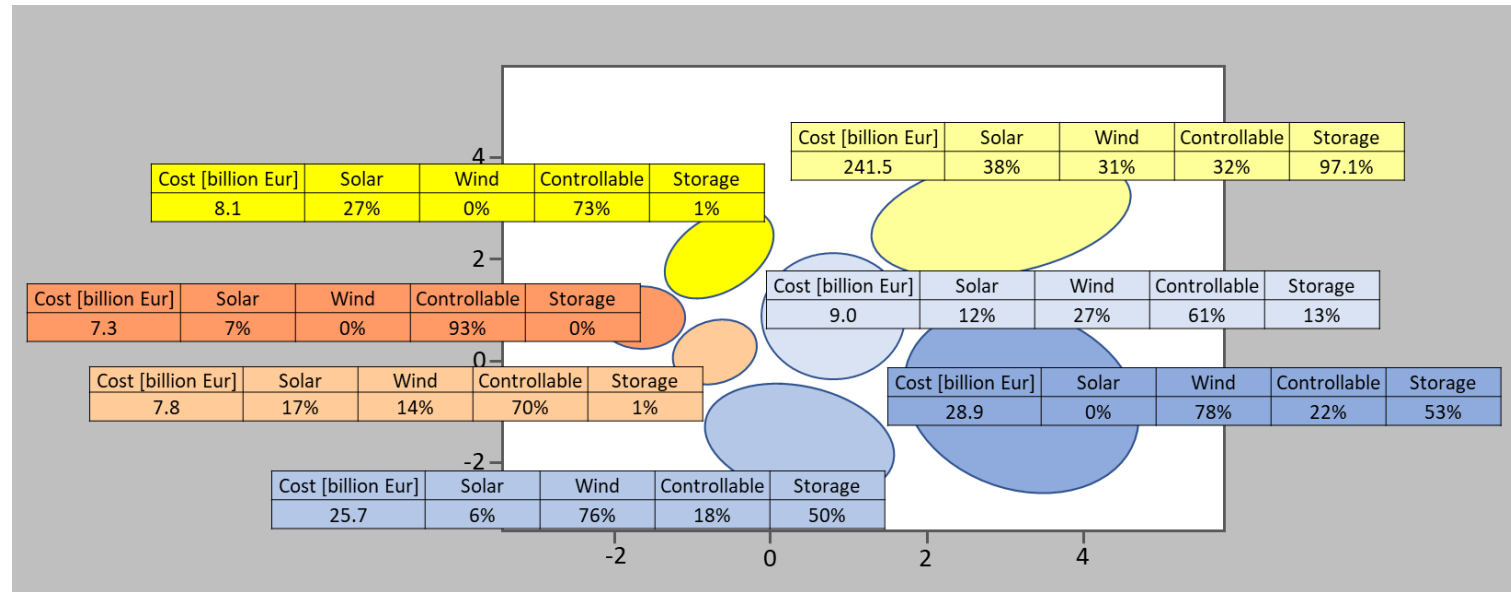 Cost [billion Eur] Solar Wind Controllable Storage
241.5 38% 31% 32% 97.1%
4
Cost [billion Eur] Solar Wind Controllable Storage
8.1 27% 0% 73% 1%
2
Cost [billion Eur] Solar Wind Controllable Storage
9.0 12% 27% 61% 13%
Cost [billion Eur] Solar Wind Controllable Storage
7.3 7% 0% 93% 0%
0
Cost [billion Eur] Solar Wind Controllable Storage
7.8 17% 14% 70% 1%
Cost [billion Eur] Solar Wind Controllable Storage
28.9 0% 78% 22% 53%
-2
Cost [billion Eur] Solar Wind Controllable Storage
25.7 6% 76% 18% 50%
-2 0 2 4